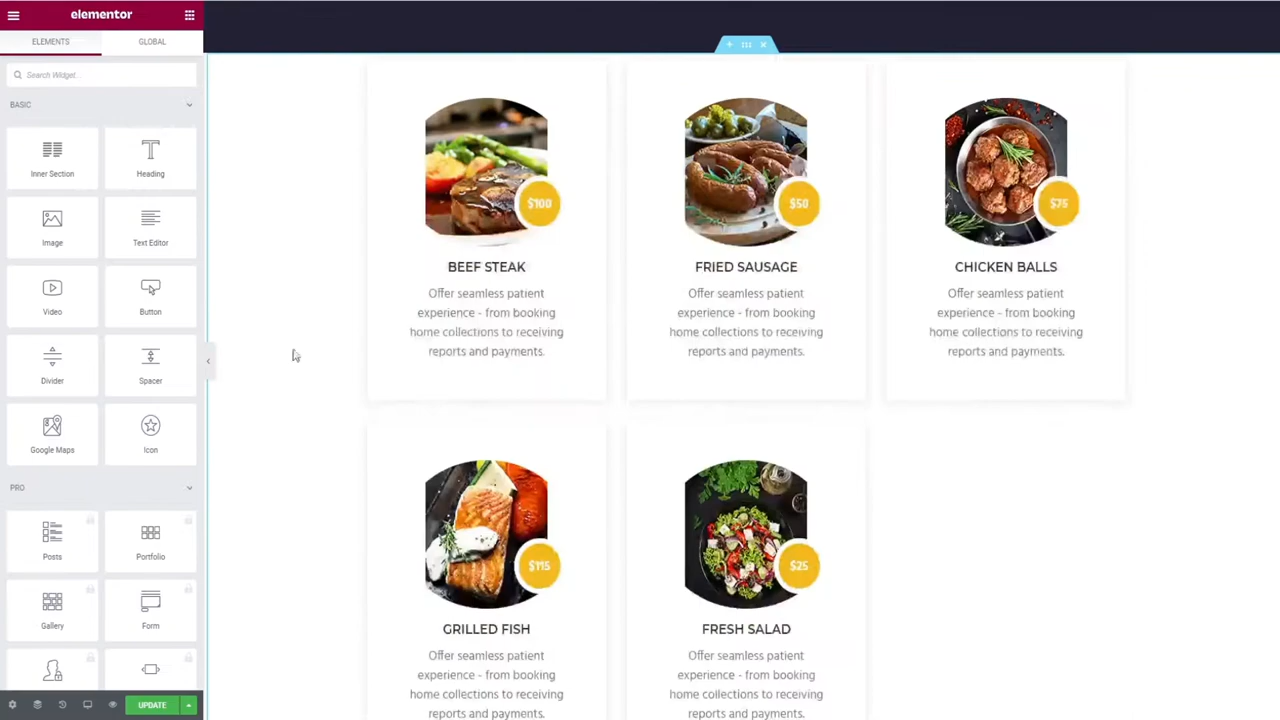 elementor
ELEMENTS
GLOBAL
Search Widget...
BASIC
Inner Section
Heading
Image
Text Editor
Video
Button
Divider
Spacer
Google Maps
Icon
PRO
Posts
Portfolio
Gallery
Form
UPDATE
$100
BEEF STEAK
Offer seamless patient
experience - from booking
home collections to receiving
reports and payments.
$50
FRIED SAUSAGE
Offer seamless patient
experience - from booking
home collections to receiving
reports and payments.
$75
CHICKEN BALLS
Offer seamless patient
experience - from booking
home collections to receiving
reports and payments.
$115
GRILLED FISH
Offer seamless patient
experience - from booking
home collections to receiving
reports and payments.
$25
FRESH SALAD
Offer seamless patient
experience - from booking
home collections to receiving
reports and payments.